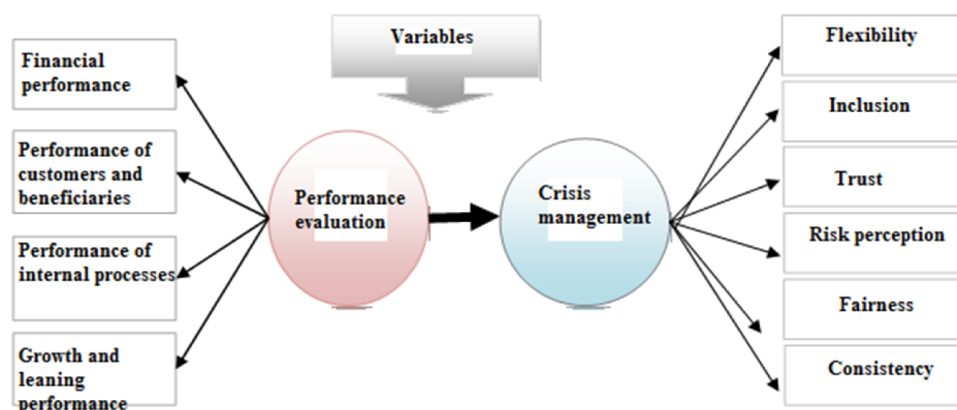 Variables
Financial
performance
Performance of
customers and
beneficiaries
Performance of
internal processes
Growth and
leaning
performance
Performance
evaluation
Crisis
management
Flexibility
Inclusion
Trust
Risk perception
Fairness
Consistency